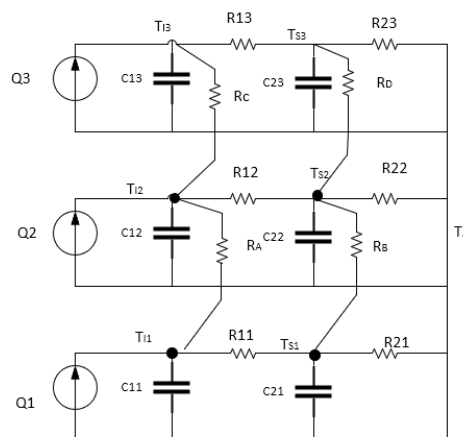 R13
R23
TI3
TS3
Q3
C13
RC
C23
RD
R12
R22
TI2
TS2
Q2
C12
RA
C22
RB
T
TI1
R11
TS1
R21
C11
C21
Q1